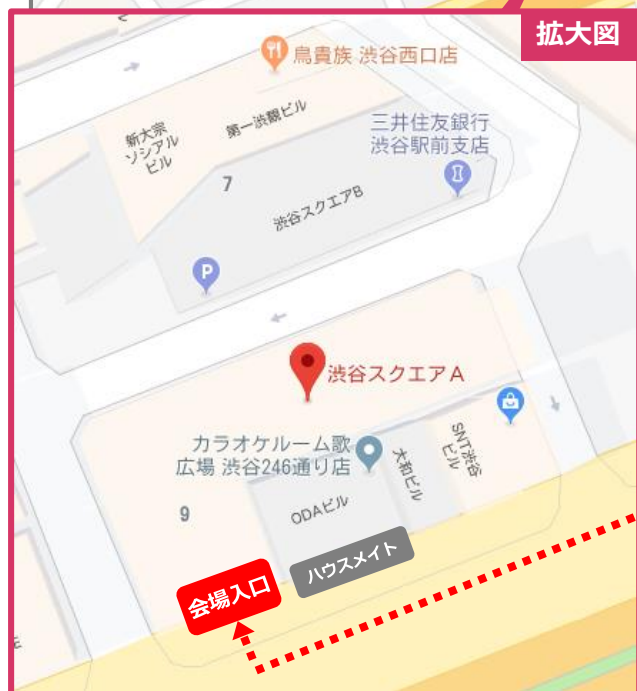 拡大図
鳥貴族 渋谷西口店
三井住友銀行
渋谷駅前支店
新大宗
ソシアル
ビル
第一渋観ビル
7
渋谷スクエアB
P
渋谷スクエアA
カラオケルーム歌
広場 渋谷246通り店
SNT渋谷
ビル
大和ビル
9
ODAビル
ハウスメイト
会場入口